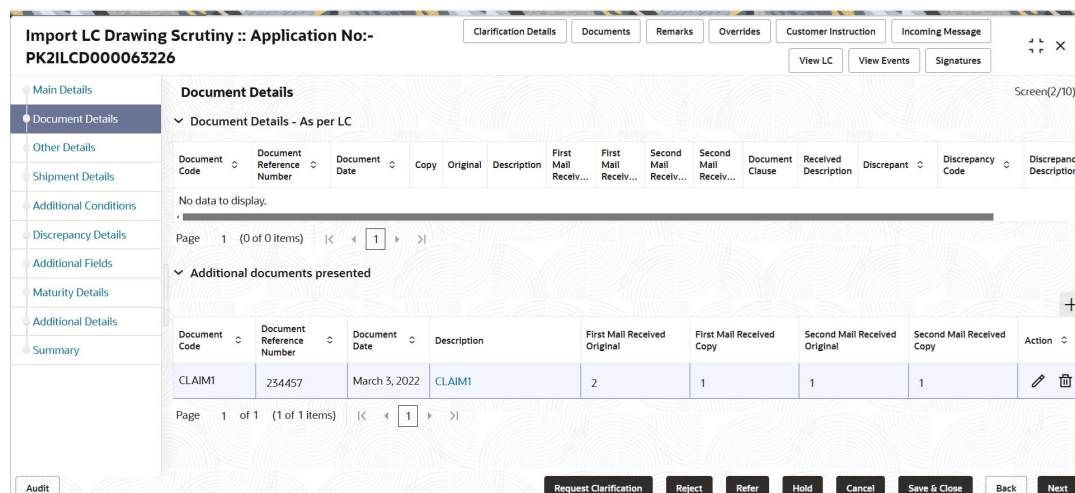 Import LC Drawing Scrutiny :: Application No:-
PK2ILCD000063226
Clarification Details Documents Remarks Overrides Customer Instruction Incoming Message
View LC View Events Signatures
Main Details
Document Details
Other Details
Shipment Details
Additional Conditions
Discrepancy Details
Additional Fields
Maturity Details
Additional Details
Summary
Document Details Screen(2/10)
Document Details - As per LC
Document Code Document Reference Number Document Date Copy Original Description First Mail Receiv... First Mail Receiv... Second Mail Receiv... Second Mail Receiv... Document Clause Received Description Discrepant Discrepancy Code Discrepanc Description
No data to display.
Page 1 (0 of 0 items) 1
Additional documents presented
Document Code Document Reference Number Document Date Description First Mail Received Original First Mail Received Copy Second Mail Received Original Second Mail Received Copy Action
CLAIM1 234457 March 3, 2022 CLAIM1 2 1 1 1
Page 1 of 1 (1 of 1 items) 1
Audit Request Clarification Reject Refer Hold Cancel Save & Close Back Next